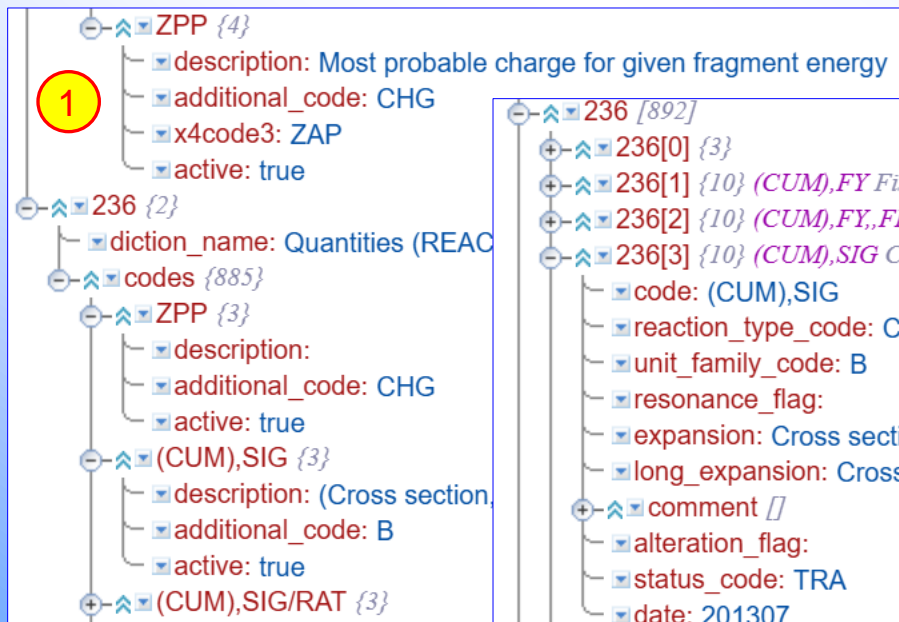 ZPP {4}
description: Most probable charge for given fragment energy
additional_code: CHG
x4code3: ZAP
active: true
1
236 {2}
diction_name: Quantities (REAC
codes {885}
ZPP {3}
description:
additional_code: CHG
active: true
(CUM),SIG {3}
description: (Cross section,
additional_code: B
active: true
(CUM),SIG/RAT {3}
236 [892]
236[0] {3}
236[1] {10} (CUM),FY
236[2] {10} (CUM),FY,,
236[3] {10} (CUM),SIG C
code: (CUM),SIG
reaction_type_code: C
unit_family_code: B
resonance_flag:
expansion: Cross secti
long_expansion: Cross
comment []
alteration_flag:
status_code: TRA
date: 201307